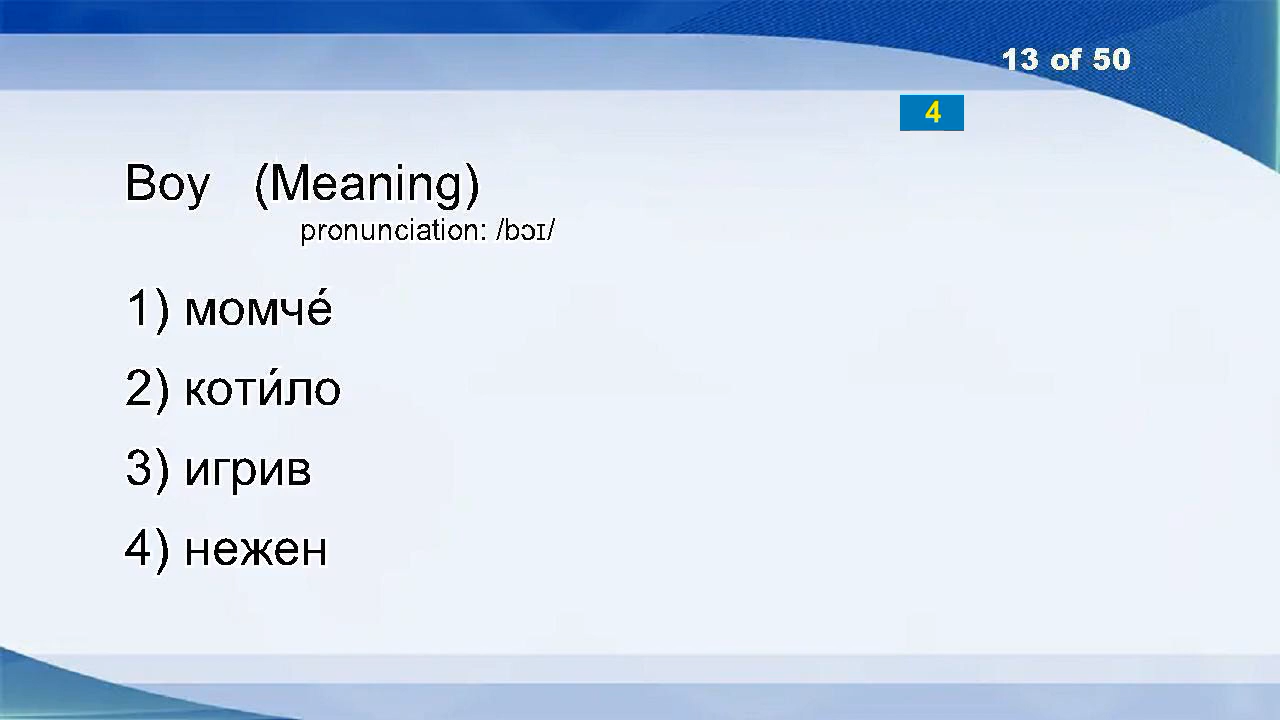 13 of 50
4
Boy (Meaning)
pronunciation: /bɔɪ/
1) момче́
2) коти́ло
3) игрив
4) нежен